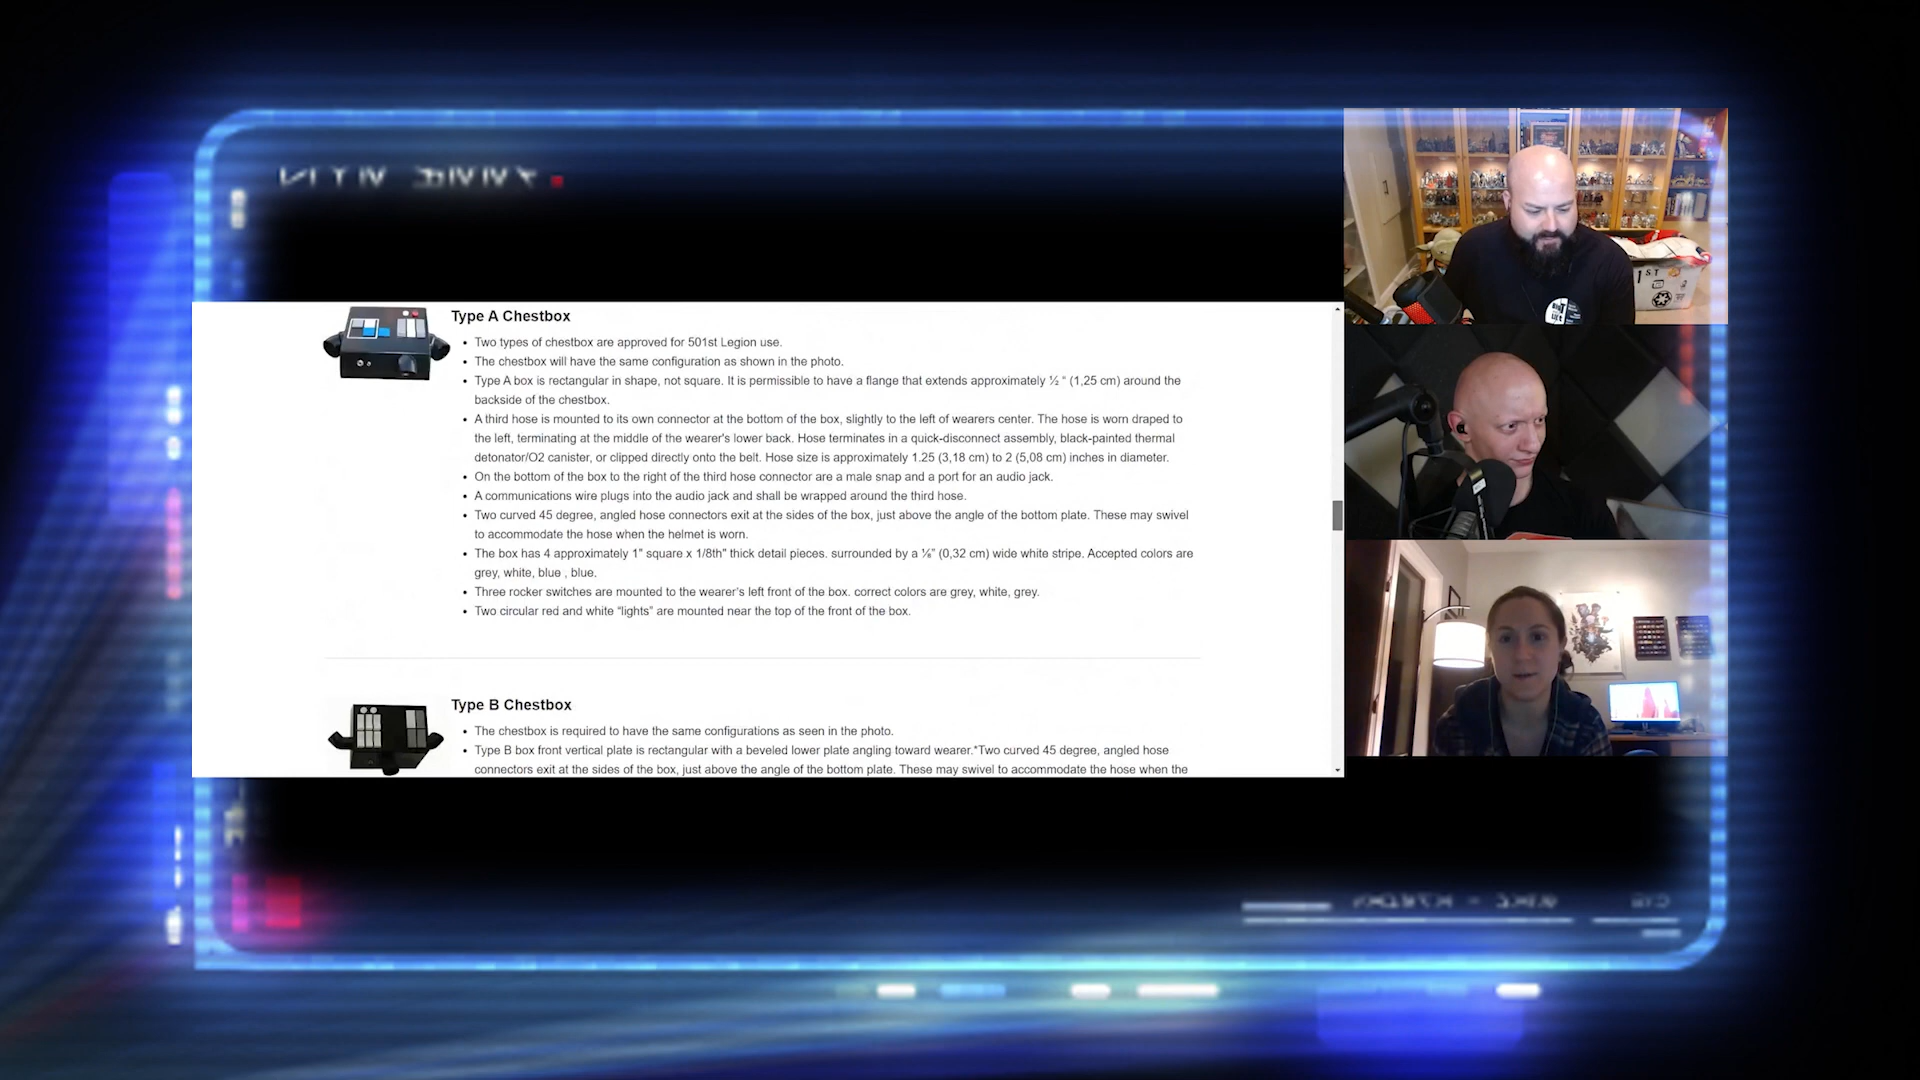 Type A Chestbox
Two types of chestbox are approved for 501st Legion use.
The chestbox will have the same configuration as shown in the photo.
Type A box is rectangular in shape, not square. It is permissible to have a flange that extends approximately ½ “ (1,25 cm) around the
backside of the chestbox.
A third hose is mounted to its own connector at the bottom of the box, slightly to the left of wearers center. The hose is worn draped to
the left, terminating at the middle of the wearer's lower back. Hose terminates in a quick-disconnect assembly, black-painted thermal
detonator/O2 canister, or clipped directly onto the belt. Hose size is approximately 1.25 (3,18 cm) to 2 (5,08 cm) inches in diameter.
On the bottom of the box to the right of the third hose connector are a male snap and a port for an audio jack.
A communications wire plugs into the audio jack and shall be wrapped around the third hose.
Two curved 45 degree, angled hose connectors exit at the sides of the box, just above the angle of the bottom plate. These may swivel
to accommodate the hose when the helmet is worn.
The box has 4 approximately 1" square x 1/8th" thick detail pieces. surrounded by a ⅛” (0,32 cm) wide white stripe. Accepted colors are
grey, white, blue , blue.
Three rocker switches are mounted to the wearer’s left front of the box. correct colors are grey, white, grey.
Two circular red and white “lights” are mounted near the top of the front of the box.
Type B Chestbox
The chestbox is required to have the same configurations as seen in the photo.
Type B box front vertical plate is rectangular with a beveled lower plate angling toward wearer.*Two curved 45 degree, angled hose
connectors exit at the sides of the box, just above the angle of the bottom plate. These may swivel to accommodate the hose when the